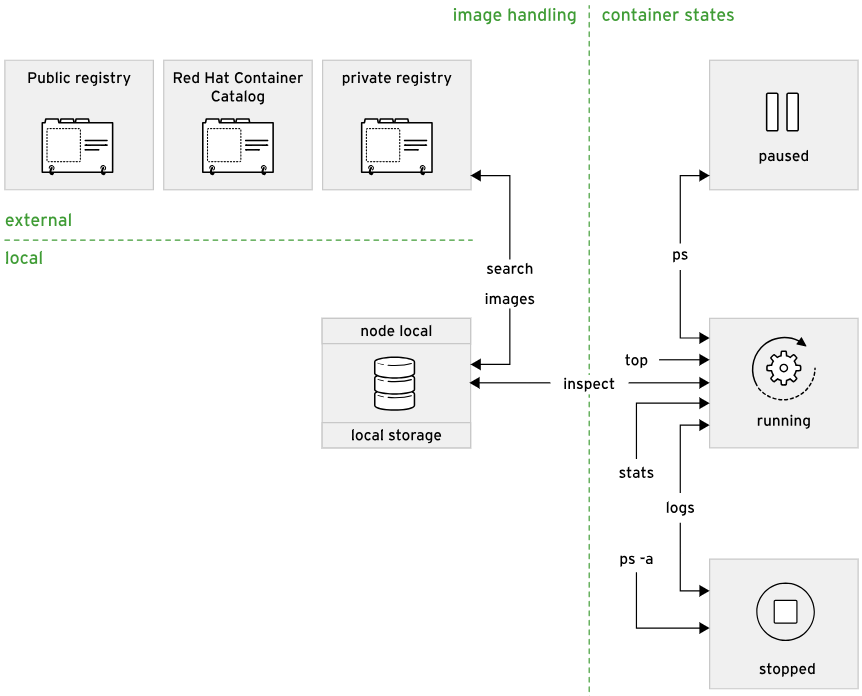 image handling
container states
Public registry
Red Hat Container
Catalog
private registry
paused
external
local
search
images
ps
node local
local storage
top
inspect
running
stats
logs
ps -a
stopped